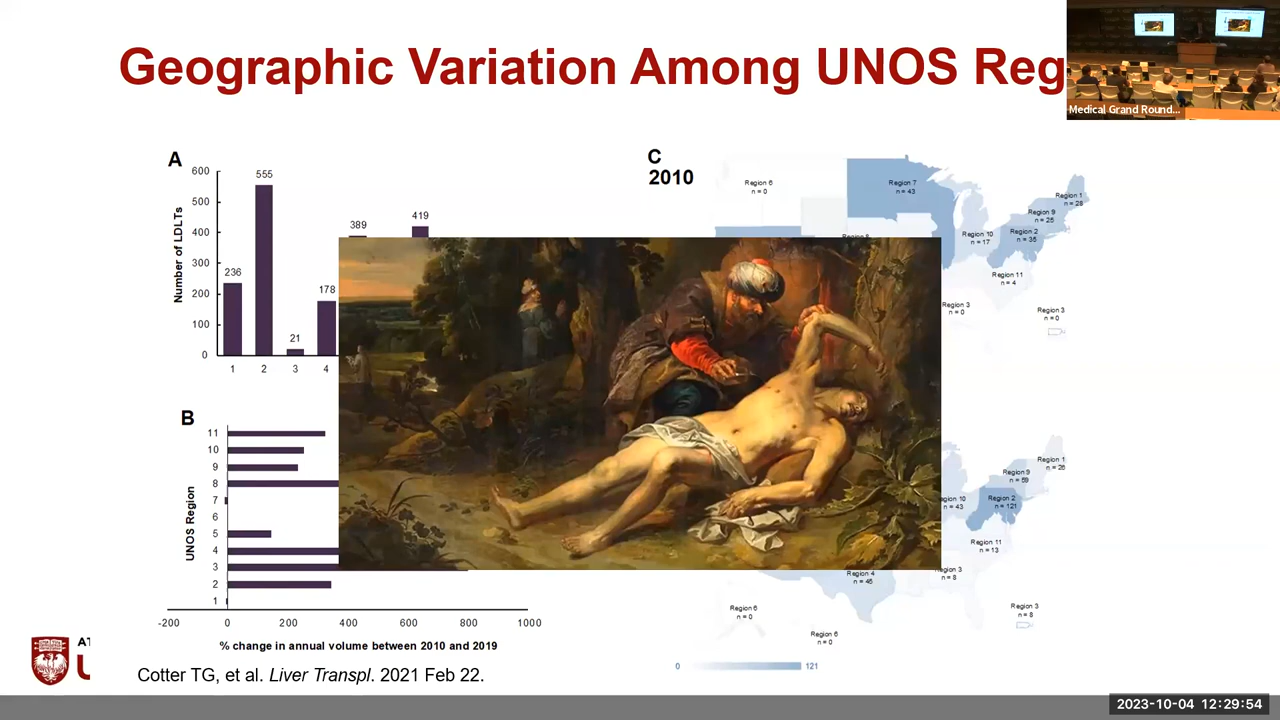 Geographic Variation Among UNOS Reg
Medical Grand Round...
A
600
500
400
300
200
100
0
Number of LDLTs
236
555
21
178
389
419
1 2 3 4
B
11
10
9
8
7
6
5
4
3
2
1
UNOS Region
-200 0 200 400 600 800 1000
% change in annual volume between 2010 and 2019
C
2010
Region 6
n = 0
Region 7
n = 43
Region 1
n = 28
Region 9
n = 25
Region 2
n = 35
Region 10
n = 17
Region 11
n = 4
Region 3
n = 0
Region 3
n = 0
Region 1
n = 26
Region 9
n = 69
Region 2
n = 121
n = 43
Region 11
n = 13
Region 4
n = 46
n = 8
Region 6
n = 0
Region 6
n = 0
Region 3
n = 8
0 121
Cotter TG, et al. Liver Transpl. 2021 Feb 22.
2023-10-04 12:29:54